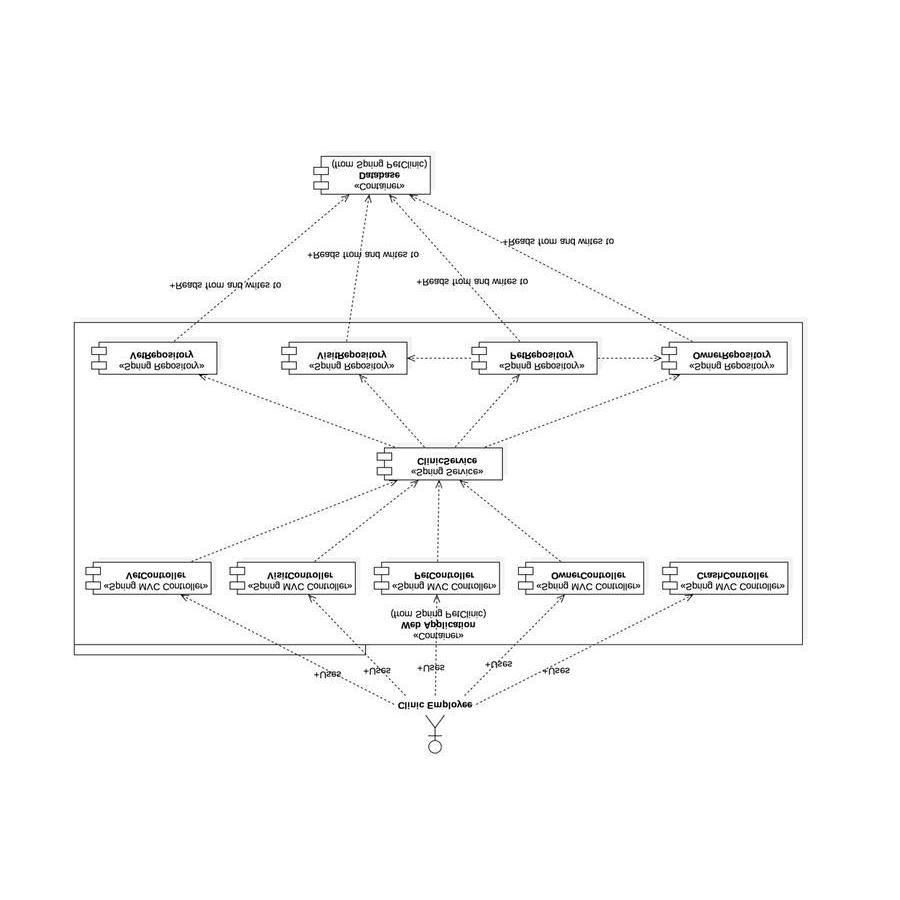 Clinic Employee
+Uses
+Uses
+Uses
+Uses
+Uses
«Container»
Web Application
(from Spring PetClinic)
«Spring MVC Controller»
VetController
«Spring MVC Controller»
VisitController
«Spring MVC Controller»
PetController
«Spring MVC Controller»
OwnerController
«Spring MVC Controller»
CrashController
«Spring Service»
ClinicService
«Spring Repository»
VetRepository
«Spring Repository»
VisitRepository
«Spring Repository»
PetRepository
«Spring Repository»
OwnerRepository
+Reads from and writes to
+Reads from and writes to
+Reads from and writes to
+Reads from and writes to
«Container»
Database
(from Spring PetClinic)